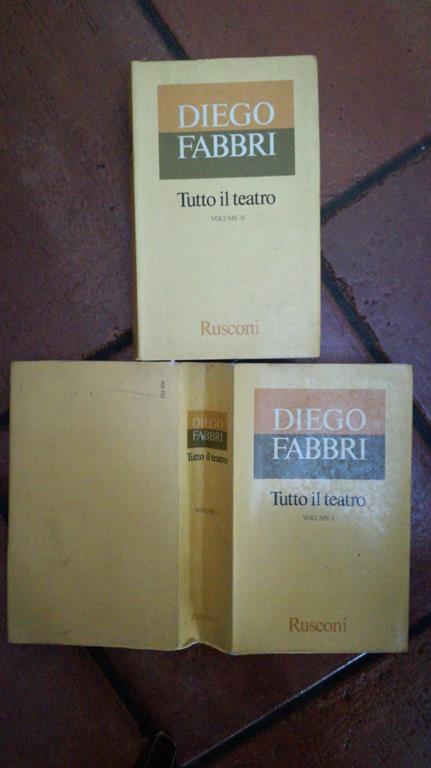 DIEGO
FABBRI
Tutto il teatro
VOLUME II
Rusconi
DIEGO
FABBRI
Tutto il teatro
VOLUME I
Rusconi
DIEGO
FABBRI
Tutto il teatro
VOLUME I
Rusconi